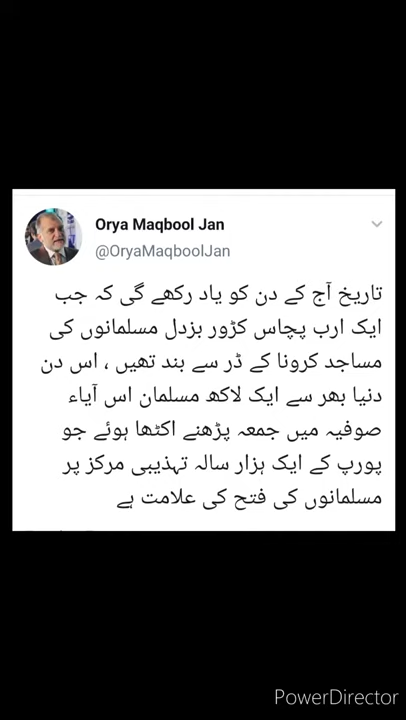 Orya Maqbool Jan
@OryaMaqboolJan
تاریخ آج کے دن کو یاد رکھے گی کہ جب
ایک ارب پچاس کڑور بزدل مسلمانوں کی
مساجد کرونا کے ڈر سے بند تھیں ، اس دن
دنیا بھر سے ایک لاکھ مسلمان اس آیاء
صوفیہ میں جمعہ پڑھنے اکٹھا ہوئے جو
پورپ کے ایک ہزار سالہ تہذیبی مرکز پر
مسلمانوں کی فتح کی علامت ہے
PowerDirector